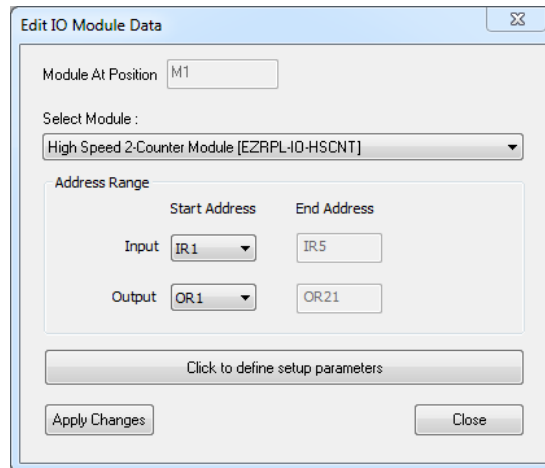 Edit IO Module Data
Module At Position M1
Select Module :
High Speed 2-Counter Module [EZRPL-IO-HSCNT]
Address Range
Start Address End Address
Input IR1 IR5
Output OR1 OR21
Click to define setup parameters
Apply Changes Close